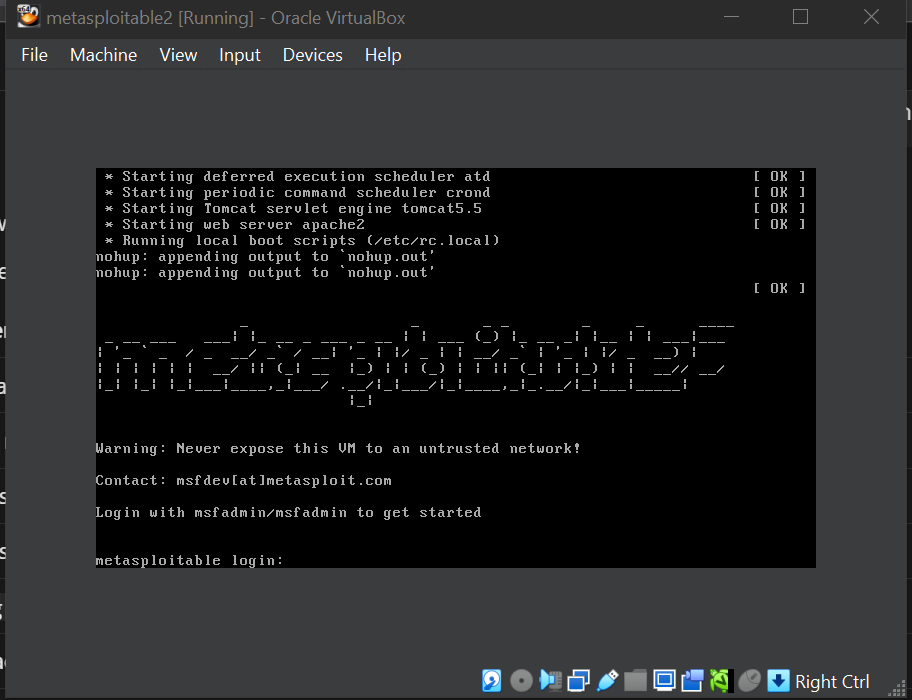 metasploitable2 [Running] - Oracle VirtualBox
File Machine View Input Devices Help
* Starting deferred execution scheduler atd [ OK ]
* Starting periodic command scheduler crond [ OK ]
* Starting Tomcat servlet engine tomcat5.5 [ OK ]
* Starting web server apache2 [ OK ]
* Running local boot scripts (/etc/rc.local)
nohup: appending output to `nohup.out'
nohup: appending output to `nohup.out'
[ OK ]
metasploitable2
Warning: Never expose this VM to an untrusted network!
Contact: msfdev[at]metasploit.com
Login with msfadmin/msfadmin to get started
metasploitable login:
Right Ctrl